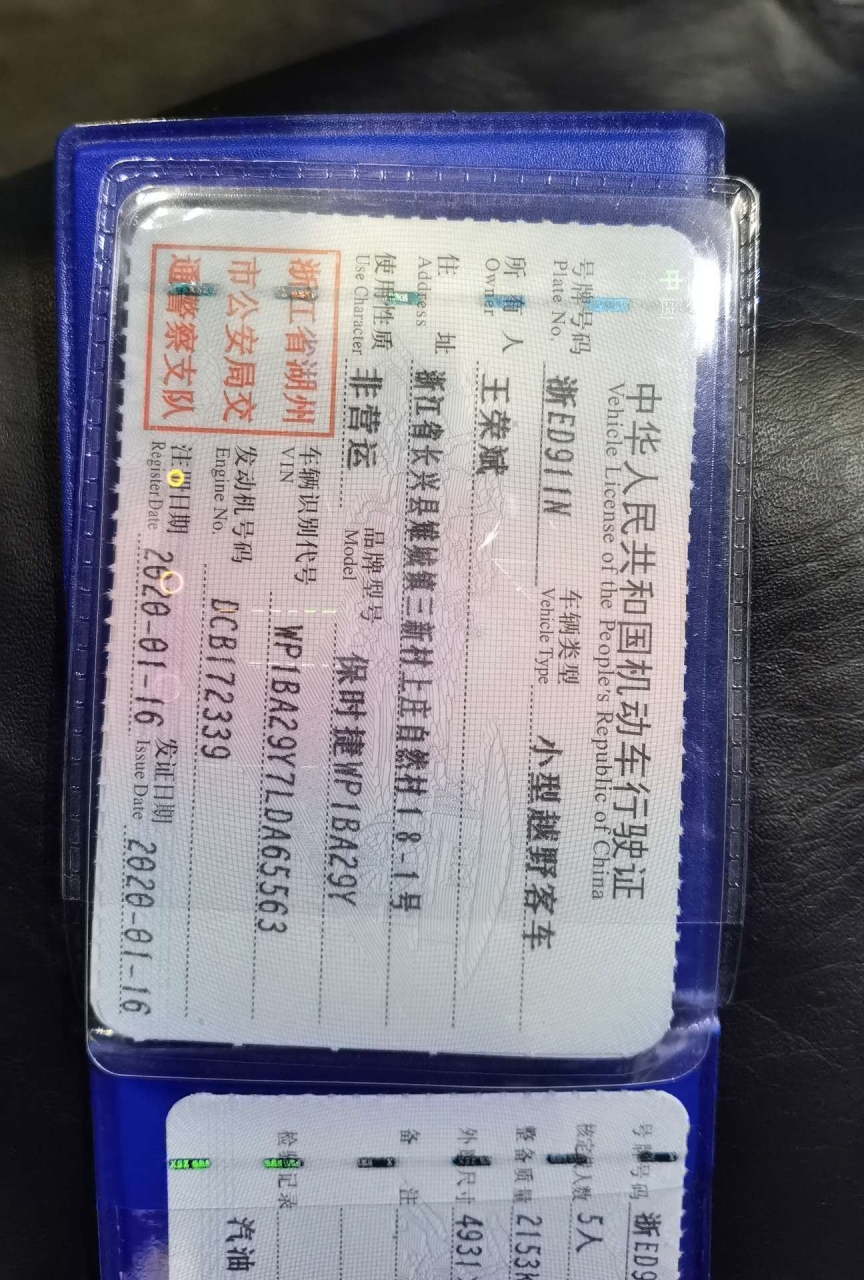 中华人民共和国机动车行驶证
Vehicle License of the People's Republic of China
号牌号码 浙ED911N 车辆类型 小型越野客车
Plate No. Vehicle Type
所有人 王荣斌
Owner
住址 浙江省长兴县雉城镇三新村上庄自然村18-1号
Address
使用性质 非营运 品牌型号 保时捷WP1BA29Y
Use Character Model
浙江省湖州
市公安局交
通警察支队
车辆识别代号 WP1BA29Y7LDA65563
VIN
发动机号码 DCB172339
Engine No.
注册日期 2020-01-16 发证日期 2020-01-16
Register Date Issue Date
号牌号码 浙ED9
核定载人数 5人
整备质量 2153K
外廓尺寸 4931
备注
检验记录
汽油